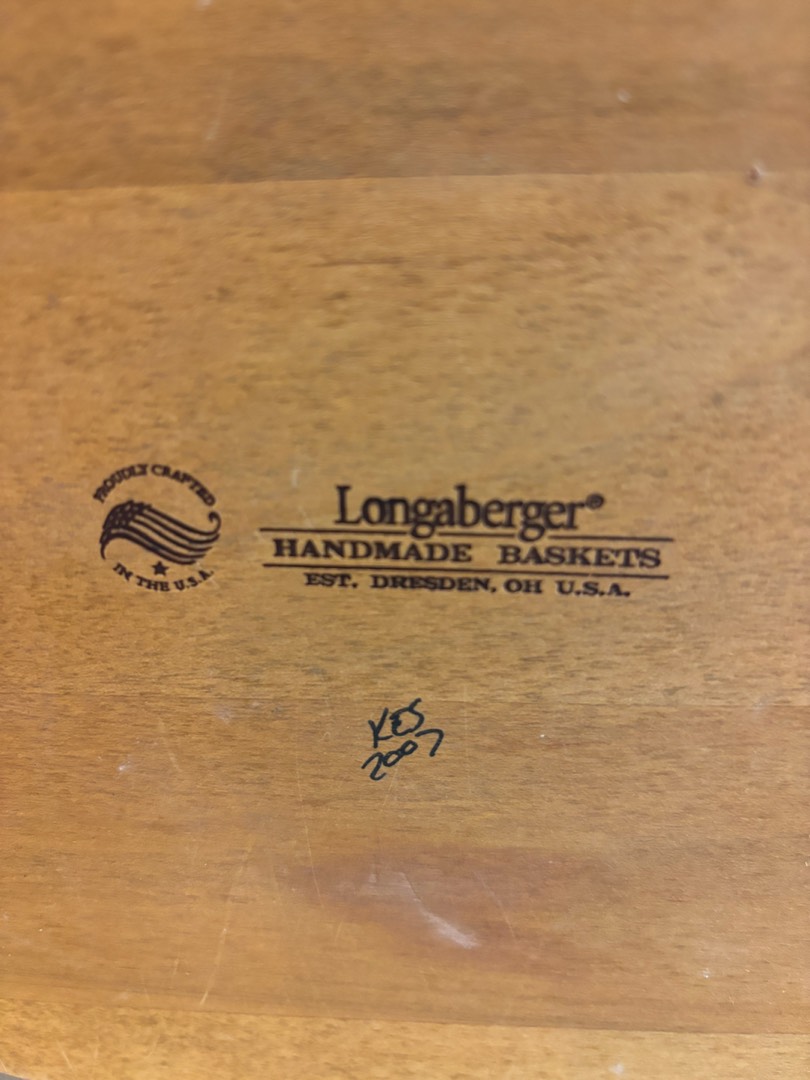 PROUDLY CRAFTED
IN THE U.S.A.
Longaberger®
HANDMADE BASKETS
EST. DRESDEN, OH U.S.A.
KES
2007